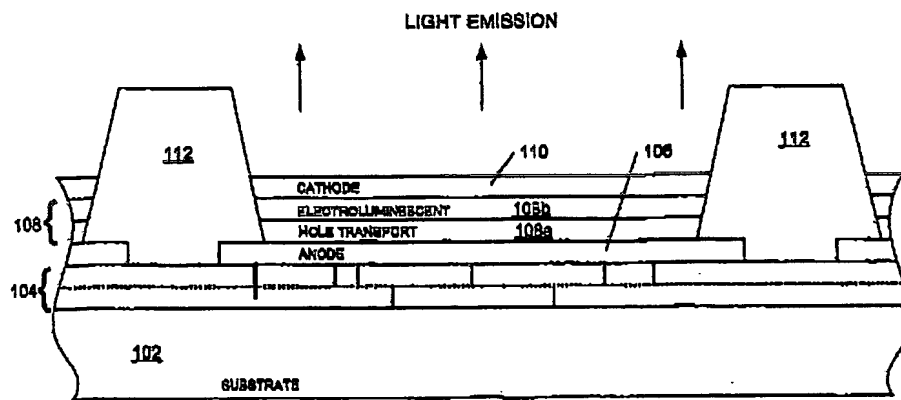 LIGHT EMISSION
112
112
110
106
CATHODE
ELECTROLUMINESCENT 108b
HOLE TRANSPORT 108a
ANODE
108
104
102
SUBSTRATE